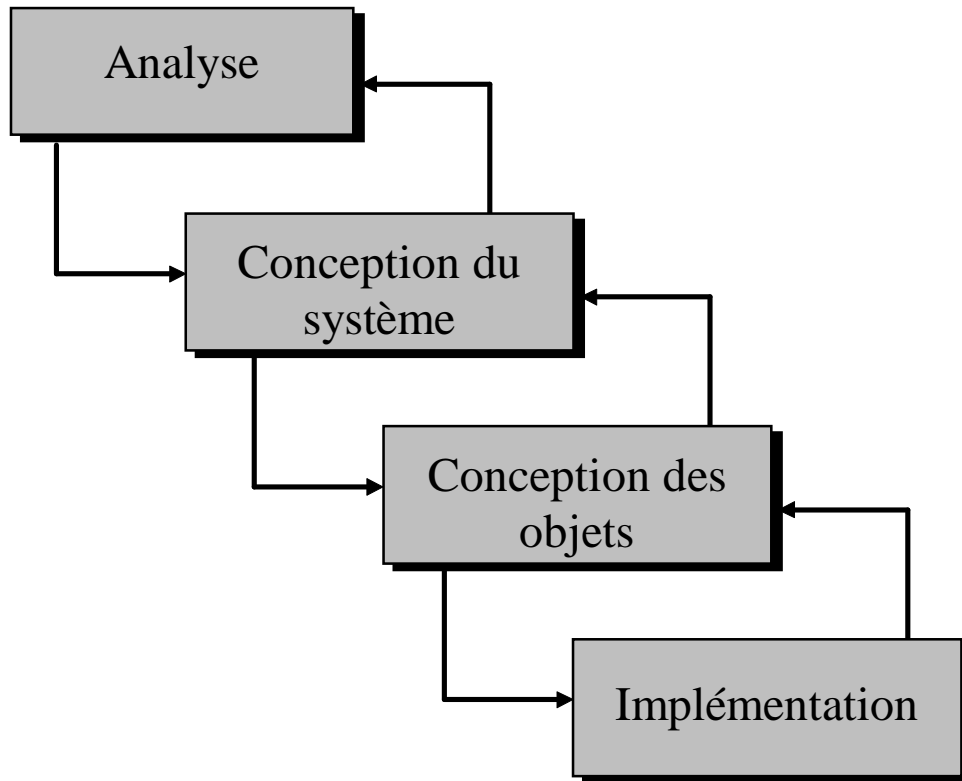 Analyse
Conception du
système
Conception des
objets
Implémentation